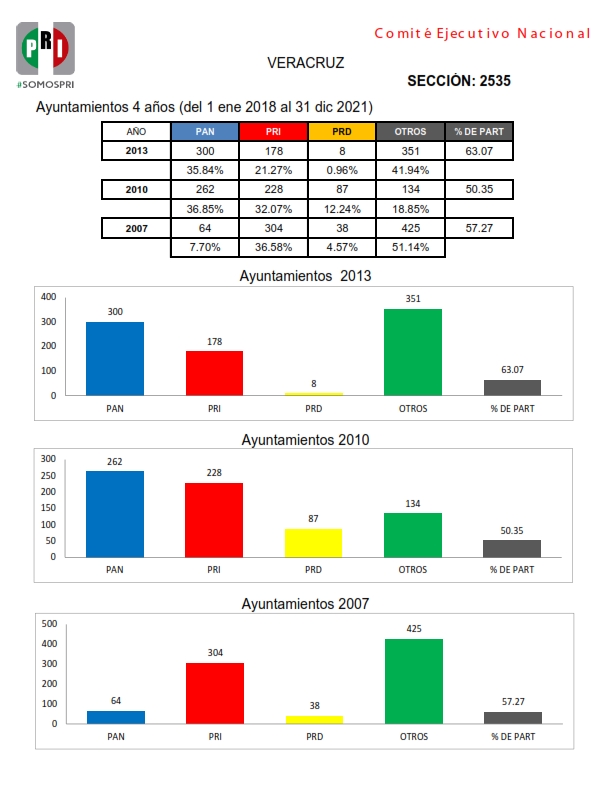 Comité Ejecutivo Nacional
PRI
#SOMOSPRI
VERACRUZ
SECCIÓN: 2535
Ayuntamientos 4 años (del 1 ene 2018 al 31 dic 2021)
AÑO PAN PRI PRD OTROS % DE PART
2013 300 178 8 351 63.07
35.84% 21.27% 0.96% 41.94%
2010 262 228 87 134 50.35
36.85% 32.07% 12.24% 18.85%
2007 64 304 38 425 57.27
7.70% 36.58% 4.57% 51.14%
Ayuntamientos 2013
400
300
200
100
0
300 178 8 351 63.07
PAN PRI PRD OTROS % DE PART
Ayuntamientos 2010
300
250
200
150
100
50
0
262 228 87 134 50.35
PAN PRI PRD OTROS % DE PART
Ayuntamientos 2007
500
400
300
200
100
0
64 304 38 425 57.27
PAN PRI PRD OTROS % DE PART